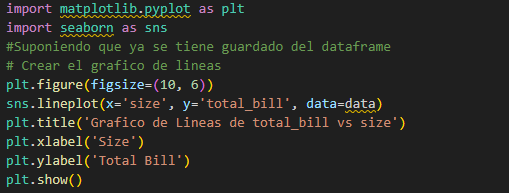 import matplotlib.pyplot as plt
import seaborn as sns
#Suponiendo que ya se tiene guardado del dataframe
# Crear el grafico de lineas
plt.figure(figsize=(10, 6))
sns.lineplot(x='size', y='total_bill', data=data)
plt.title('Grafico de Lineas de total_bill vs size')
plt.xlabel('Size')
plt.ylabel('Total Bill')
plt.show()